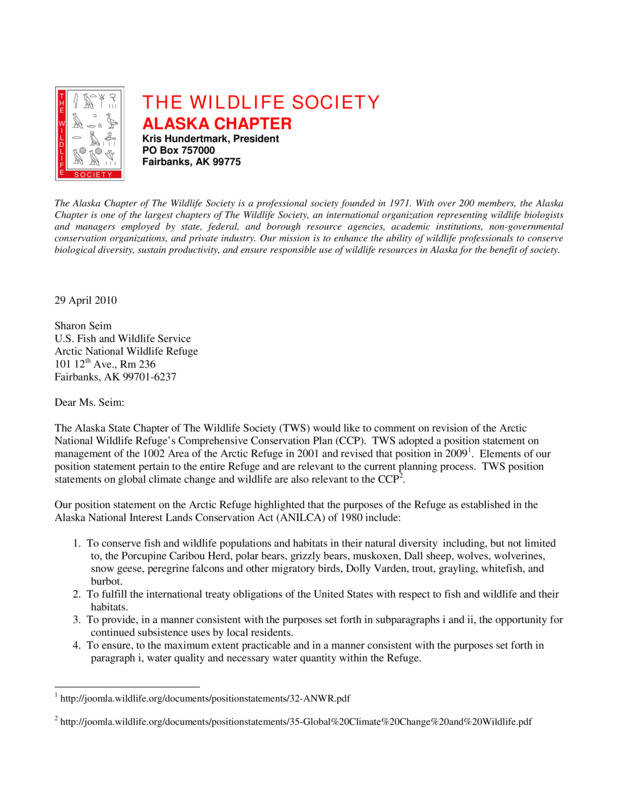 THE WILDLIFE
SOCIETY
THE WILDLIFE SOCIETY
ALASKA CHAPTER
Kris Hundertmark, President
PO Box 757000
Fairbanks, AK 99775
The Alaska Chapter of The Wildlife Society is a professional society founded in 1971. With over 200 members, the Alaska
Chapter is one of the largest chapters of The Wildlife Society, an international organization representing wildlife biologists
and managers employed by state, federal, and borough resource agencies, academic institutions, non-governmental
conservation organizations, and private industry. Our mission is to enhance the ability of wildlife professionals to conserve
biological diversity, sustain productivity, and ensure responsible use of wildlife resources in Alaska for the benefit of society.
29 April 2010
Sharon Seim
U.S. Fish and Wildlife Service
Arctic National Wildlife Refuge
101 12th Ave., Rm 236
Fairbanks, AK 99701-6237
Dear Ms. Seim:
The Alaska State Chapter of The Wildlife Society (TWS) would like to comment on revision of the Arctic
National Wildlife Refuge's Comprehensive Conservation Plan (CCP). TWS adopted a position statement on
management of the 1002 Area of the Arctic Refuge in 2001 and revised that position in 20091. Elements of our
position statement pertain to the entire Refuge and are relevant to the current planning process. TWS position
statements on global climate change and wildlife are also relevant to the CCP2.
Our position statement on the Arctic Refuge highlighted that the purposes of the Refuge as established in the
Alaska National Interest Lands Conservation Act (ANILCA) of 1980 include:
1. To conserve fish and wildlife populations and habitats in their natural diversity including, but not limited
to, the Porcupine Caribou Herd, polar bears, grizzly bears, muskoxen, Dall sheep, wolves, wolverines,
snow geese, peregrine falcons and other migratory birds, Dolly Varden, trout, grayling, whitefish, and
burbot.
2. To fulfill the international treaty obligations of the United States with respect to fish and wildlife and their
habitats.
3. To provide, in a manner consistent with the purposes set forth in subparagraphs i and ii, the opportunity for
continued subsistence uses by local residents.
4. To ensure, to the maximum extent practicable and in a manner consistent with the purposes set forth in
paragraph i, water quality and necessary water quantity within the Refuge.
1 http://joomla.wildlife.org/documents/positionstatements/32-ANWR.pdf
2 http://joomla.wildlife.org/documents/positionstatements/35-Global%20Climate%20Change%20and%20Wildlife.pdf